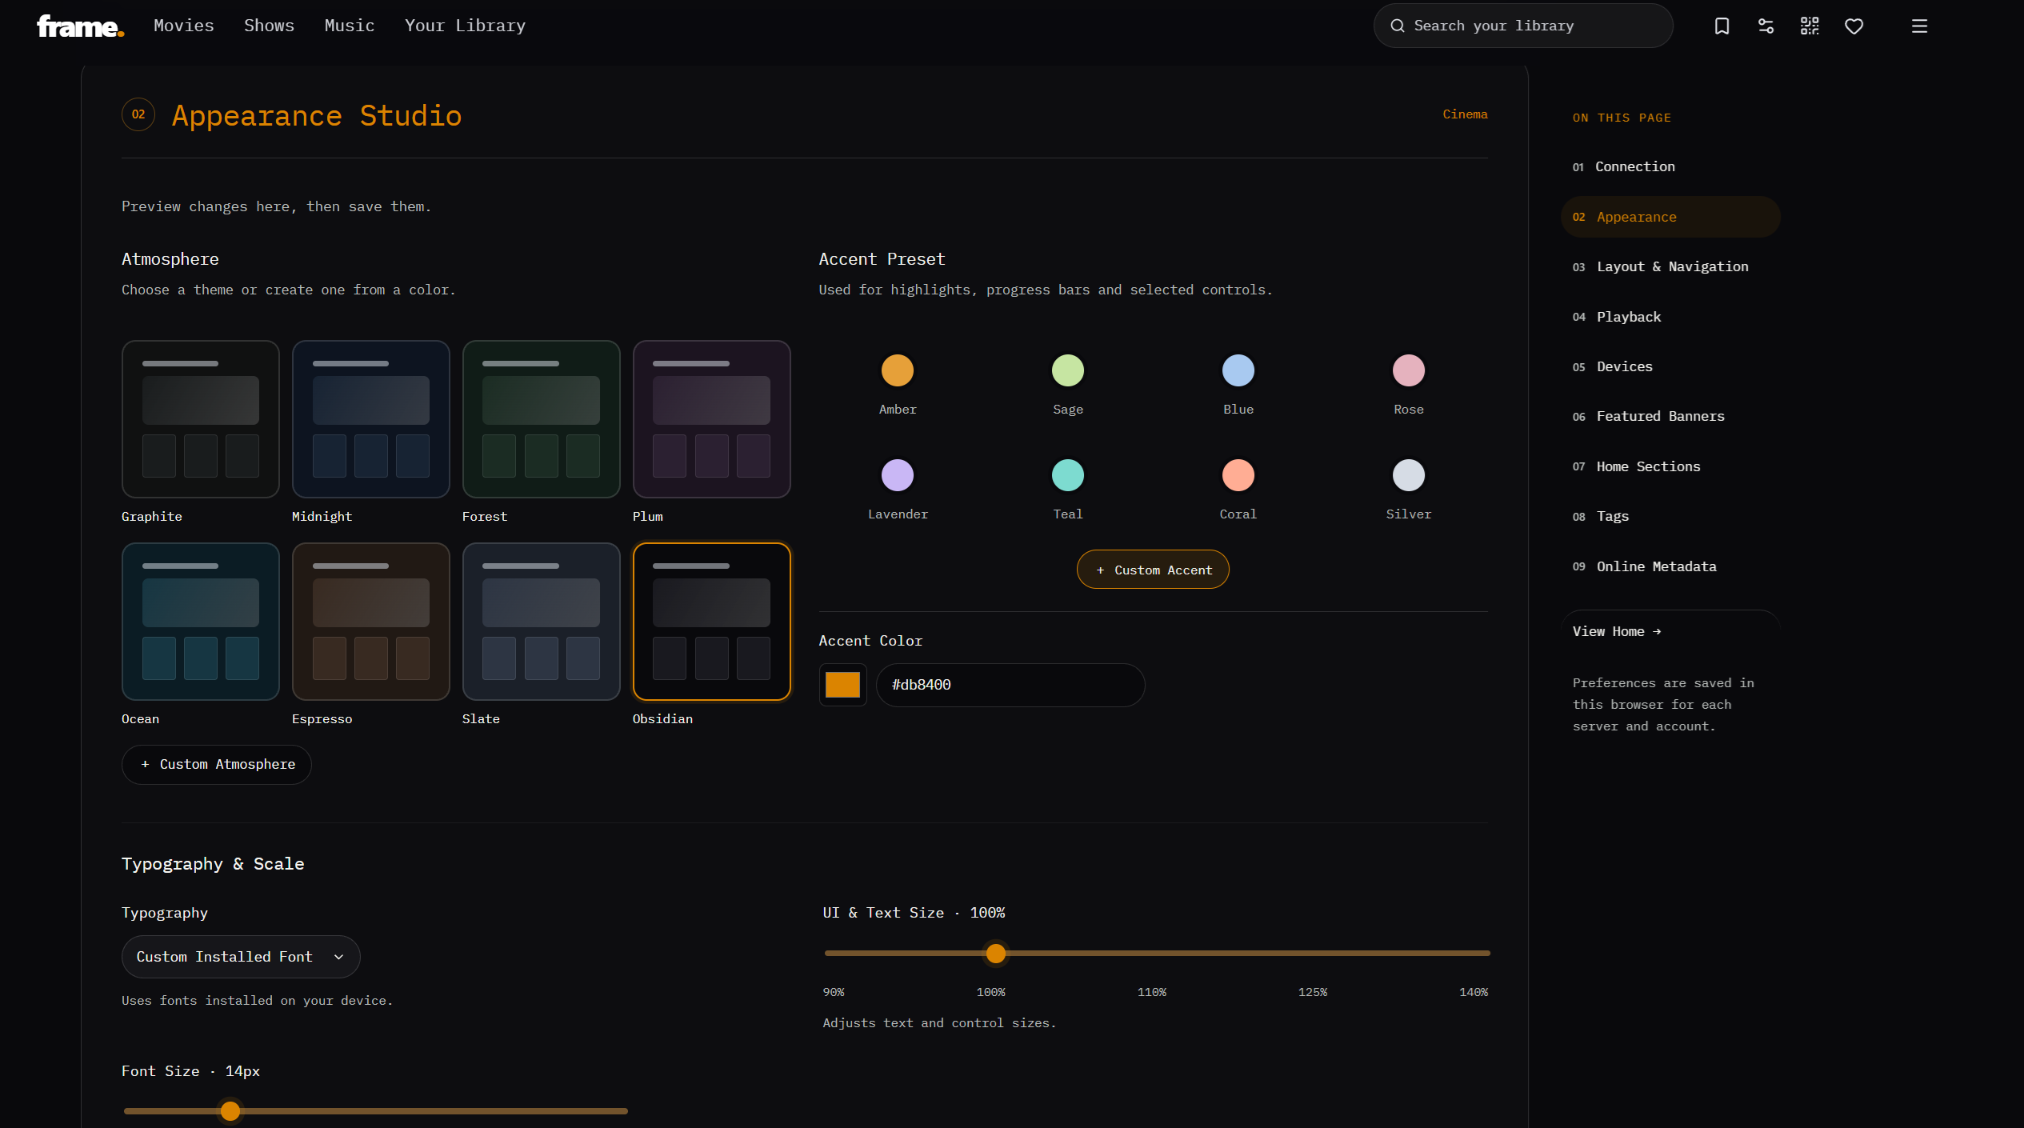 frame.
Movies
Shows
Music
Your Library
Search your library
02
Appearance Studio
Cinema
Preview changes here, then save them.
Atmosphere
Choose a theme or create one from a color.
Graphite
Midnight
Forest
Plum
Ocean
Espresso
Slate
Obsidian
+ Custom Atmosphere
Accent Preset
Used for highlights, progress bars and selected controls.
Amber
Sage
Blue
Rose
Lavender
Teal
Coral
Silver
+ Custom Accent
Accent Color
#db8400
Typography & Scale
Typography
Custom Installed Font
Uses fonts installed on your device.
Font Size · 14px
UI & Text Size · 100%
90%
100%
110%
125%
140%
Adjusts text and control sizes.
ON THIS PAGE
01 Connection
02 Appearance
03 Layout & Navigation
04 Playback
05 Devices
06 Featured Banners
07 Home Sections
08 Tags
09 Online Metadata
View Home →
Preferences are saved in
this browser for each
server and account.